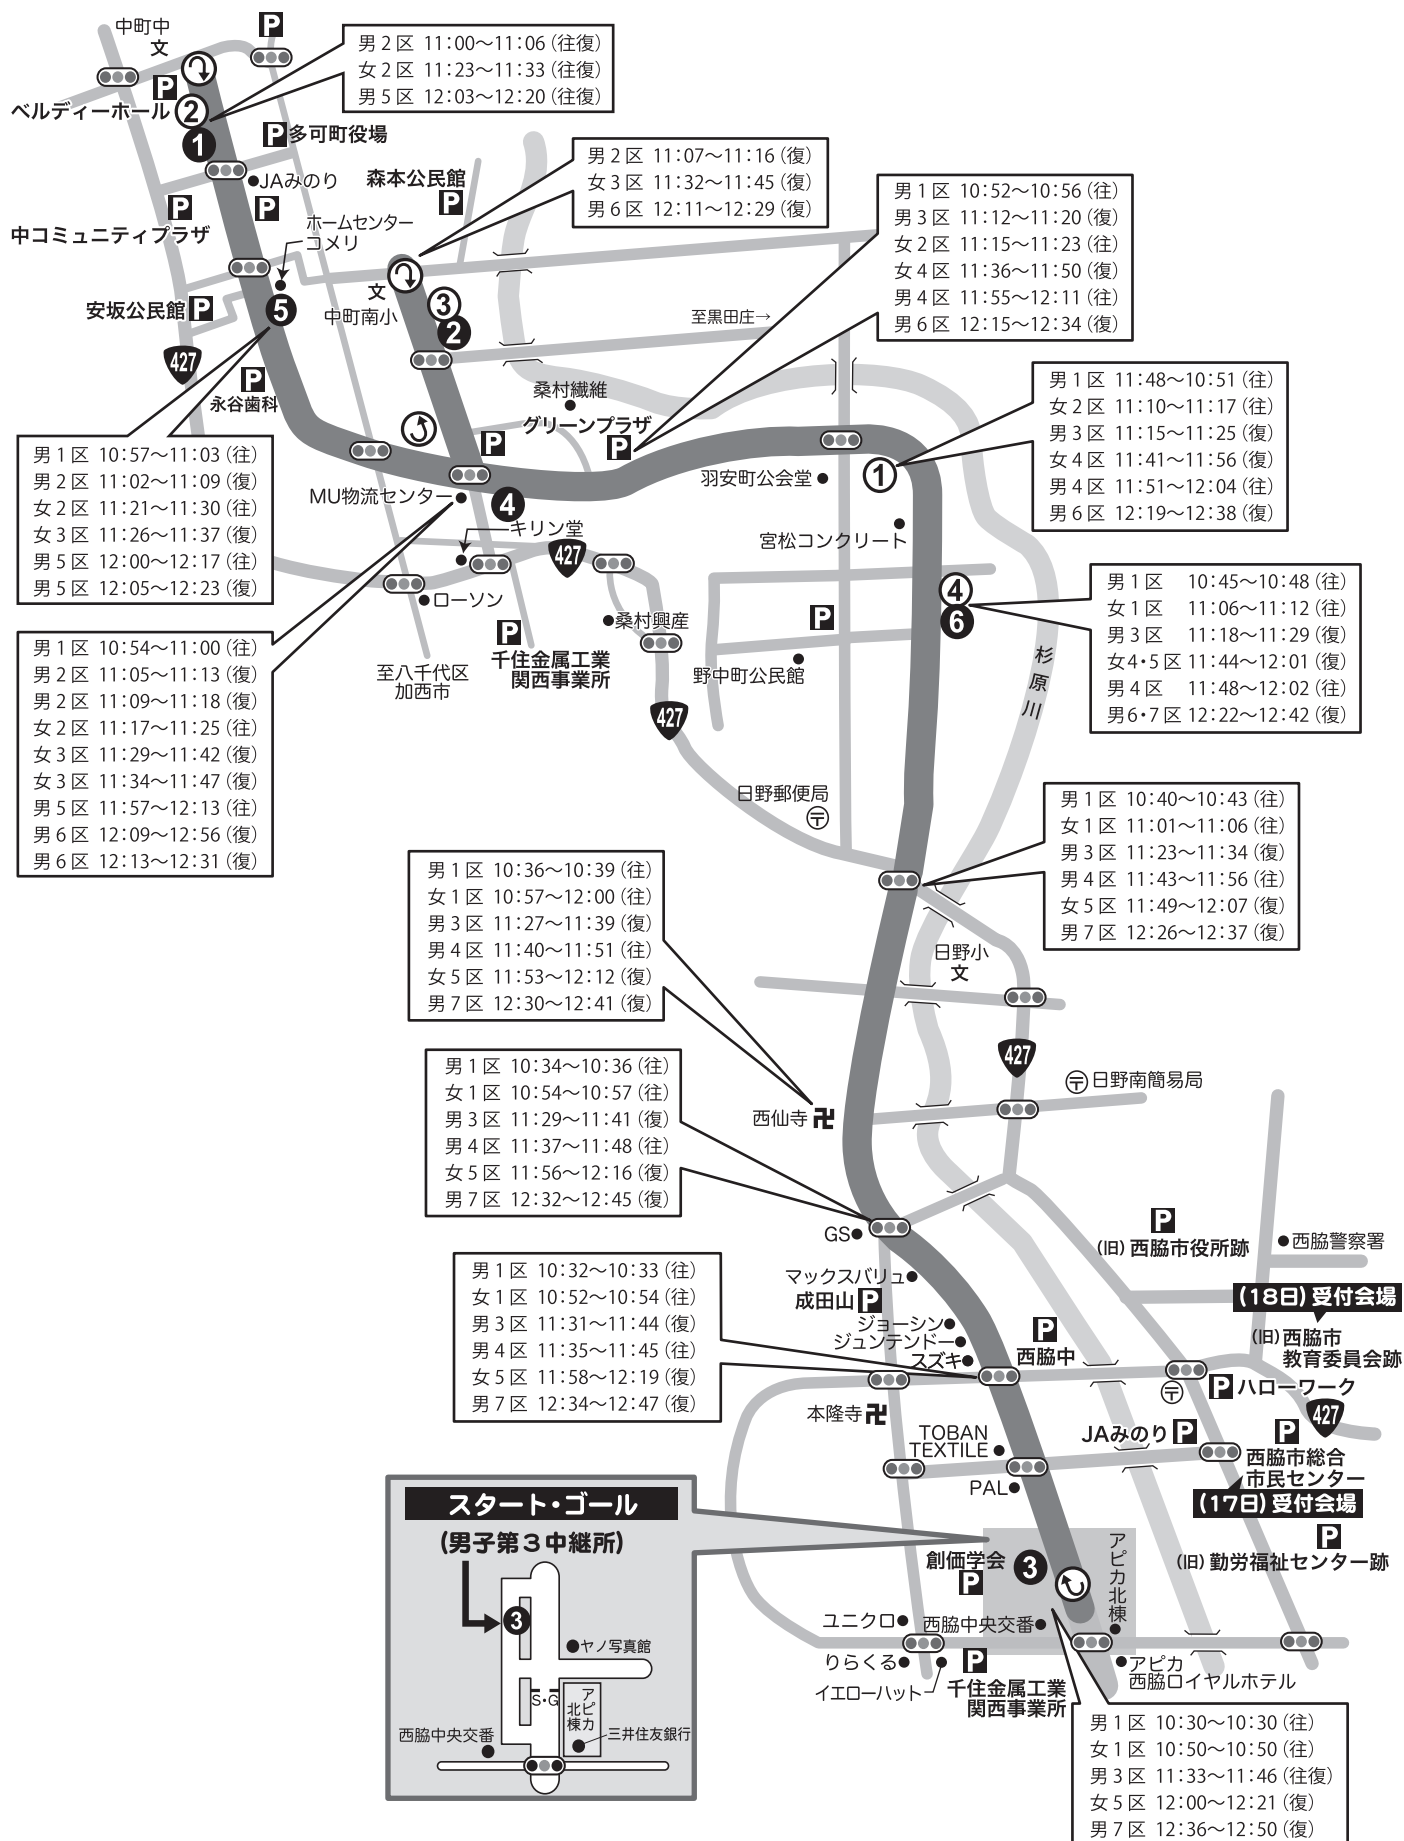 中町中
文
P
P
ベルディーホール
②
❶
男2区 11:00～11:06(往復)
女2区 11:23～11:33(往復)
男5区 12:03～12:20(往復)
P多可町役場
JAみのり
P
P
中コミュニティプラザ
森本公民館
P
ホームセンター
コメリ
男2区 11:07～11:16(復)
女3区 11:32～11:45(復)
男6区 12:11～12:29(復)
男1区 10:52～10:56(往)
男3区 11:12～11:20(復)
女2区 11:15～11:23(往)
女4区 11:36～11:50(復)
男4区 11:55～12:11(往)
男6区 12:15～12:34(復)
安坂公民館P
❺
文
中町南小
③
❷
至黒田庄→
427
P
永谷歯科
桑村繊維
グリーンプラザ
P
P
男1区 11:48～10:51(往)
女2区 11:10～11:17(往)
男3区 11:15～11:25(復)
女4区 11:41～11:56(復)
男4区 11:51～12:04(往)
男6区 12:19～12:38(復)
男1区 10:57～11:03(往)
男2区 11:02～11:09(復)
女2区 11:21～11:30(往)
女3区 11:26～11:37(復)
男5区 12:00～12:17(往)
男5区 12:05～12:23(復)
MU物流センター
❹
羽安町公会堂
①
宮松コンクリート
キリン堂
427
ローソン
桑村興産
P
千住金属工業
関西事業所
至八千代区
加西市
427
P
野中町公民館
④
❻
男1区 10:45～10:48(往)
女1区 11:06～11:12(往)
男3区 11:18～11:29(復)
女4・5区 11:44～12:01(復)
男4区 11:48～12:02(往)
男6・7区 12:22～12:42(復)
杉原川
男1区 10:54～11:00(往)
男2区 11:05～11:13(復)
男2区 11:09～11:18(復)
女2区 11:17～11:25(往)
女3区 11:29～11:42(復)
女3区 11:34～11:47(復)
男5区 11:57～12:13(往)
男6区 12:09～12:56(復)
男6区 12:13～12:31(復)
日野郵便局
〒
男1区 10:40～10:43(往)
女1区 11:01～11:06(往)
男3区 11:23～11:34(復)
男4区 11:43～11:56(往)
女5区 11:49～12:07(復)
男7区 12:26～12:37(復)
男1区 10:36～10:39(往)
女1区 10:57～12:00(往)
男3区 11:27～11:39(復)
男4区 11:40～11:51(往)
女5区 11:53～12:12(復)
男7区 12:30～12:41(復)
日野小
文
427
〒日野南簡易局
西仙寺卍
男1区 10:34～10:36(往)
女1区 10:54～10:57(往)
男3区 11:29～11:41(復)
男4区 11:37～11:48(往)
女5区 11:56～12:16(復)
男7区 12:32～12:45(復)
GS
P
(旧)西脇市役所跡
西脇警察署
マックスバリュ
成田山P
ジョーシン
ジュンテンドー
スズキ
P
西脇中
(18日)受付会場
(旧)西脇市
教育委員会跡
男1区 10:32～10:33(往)
女1区 10:52～10:54(往)
男3区 11:31～11:44(復)
男4区 11:35～11:45(往)
女5区 11:58～12:19(復)
男7区 12:34～12:47(復)
〒
Pハローワーク
427
本隆寺卍
TOBAN
TEXTILE
PAL
JAみのりP
P
西脇市総合
市民センター
(17日)受付会場
P
(旧)勤労福祉センター跡
スタート・ゴール
(男子第3中継所)
❸
ヤノ写真館
S・G
アピカ
北棟
西脇中央交番
三井住友銀行
創価学会
P
❸
アピカ北棟
ユニクロ
西脇中央交番
りらくる
イエローハット
P
千住金属工業
関西事業所
アピカ
西脇ロイヤルホテル
男1区 10:30～10:30(往)
女1区 10:50～10:50(往)
男3区 11:33～11:46(往復)
女5区 12:00～12:21(復)
男7区 12:36～12:50(復)